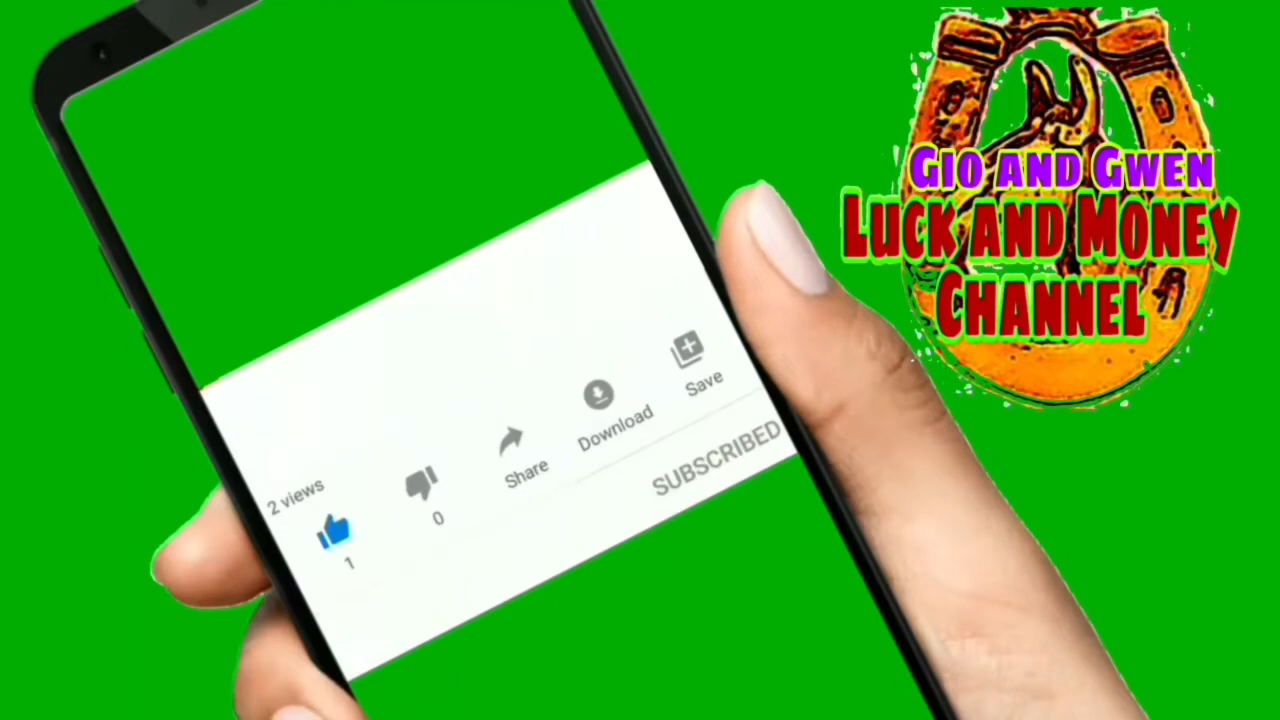 Gio and Gwen
Luck and Money
Channel
2 views
1
0
Share
Download
Save
SUBSCRIBED